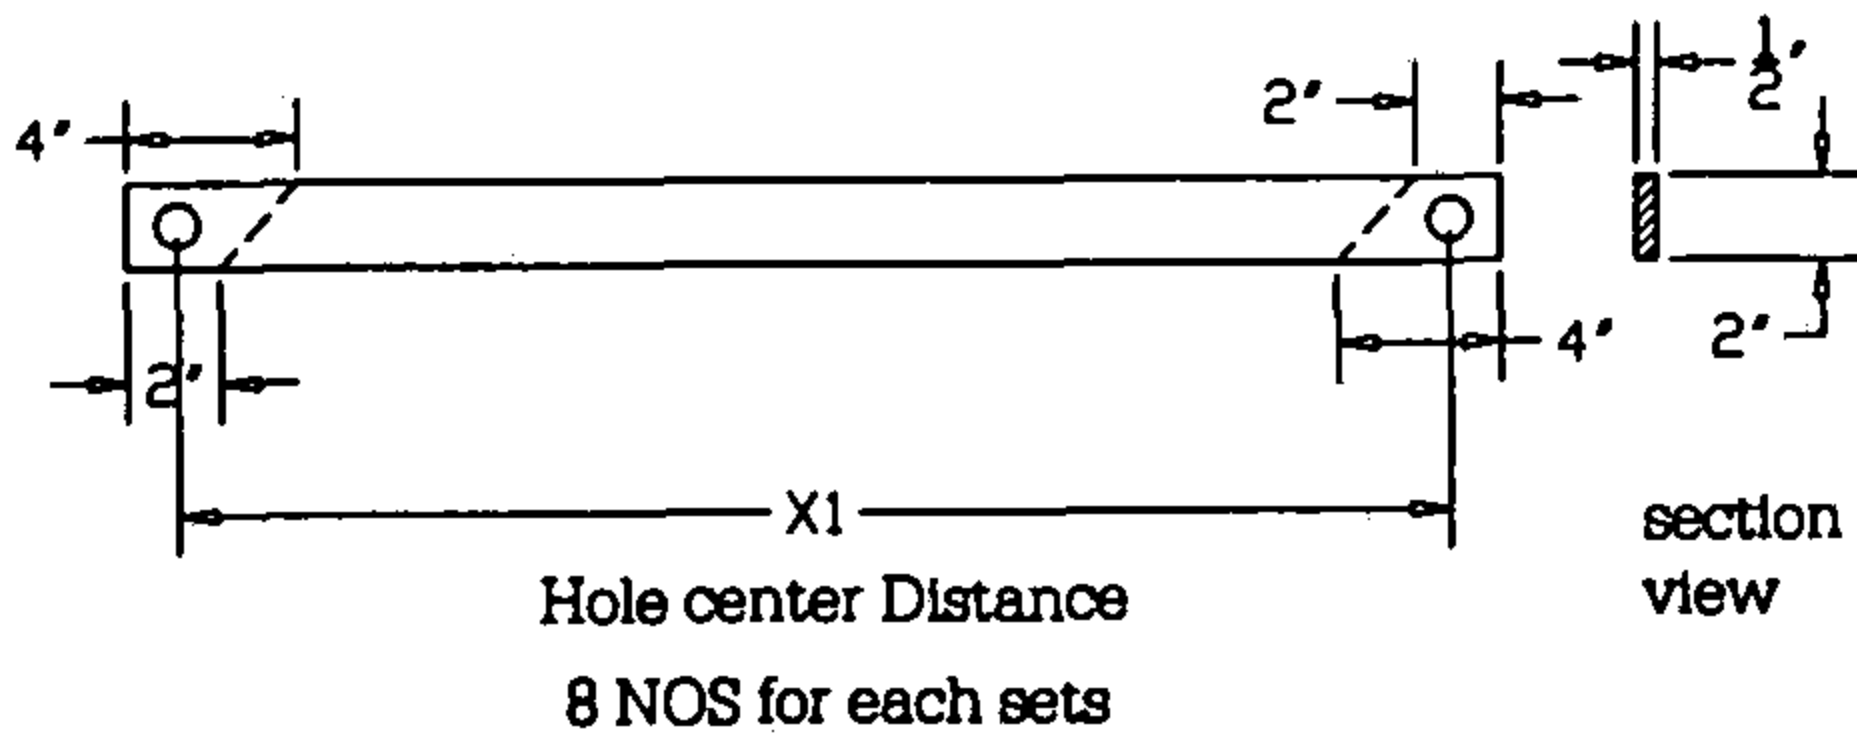 4"
2"
1/2"
2"
4"
2"
X1
Hole center Distance
8 NOS for each sets
section
view
2"